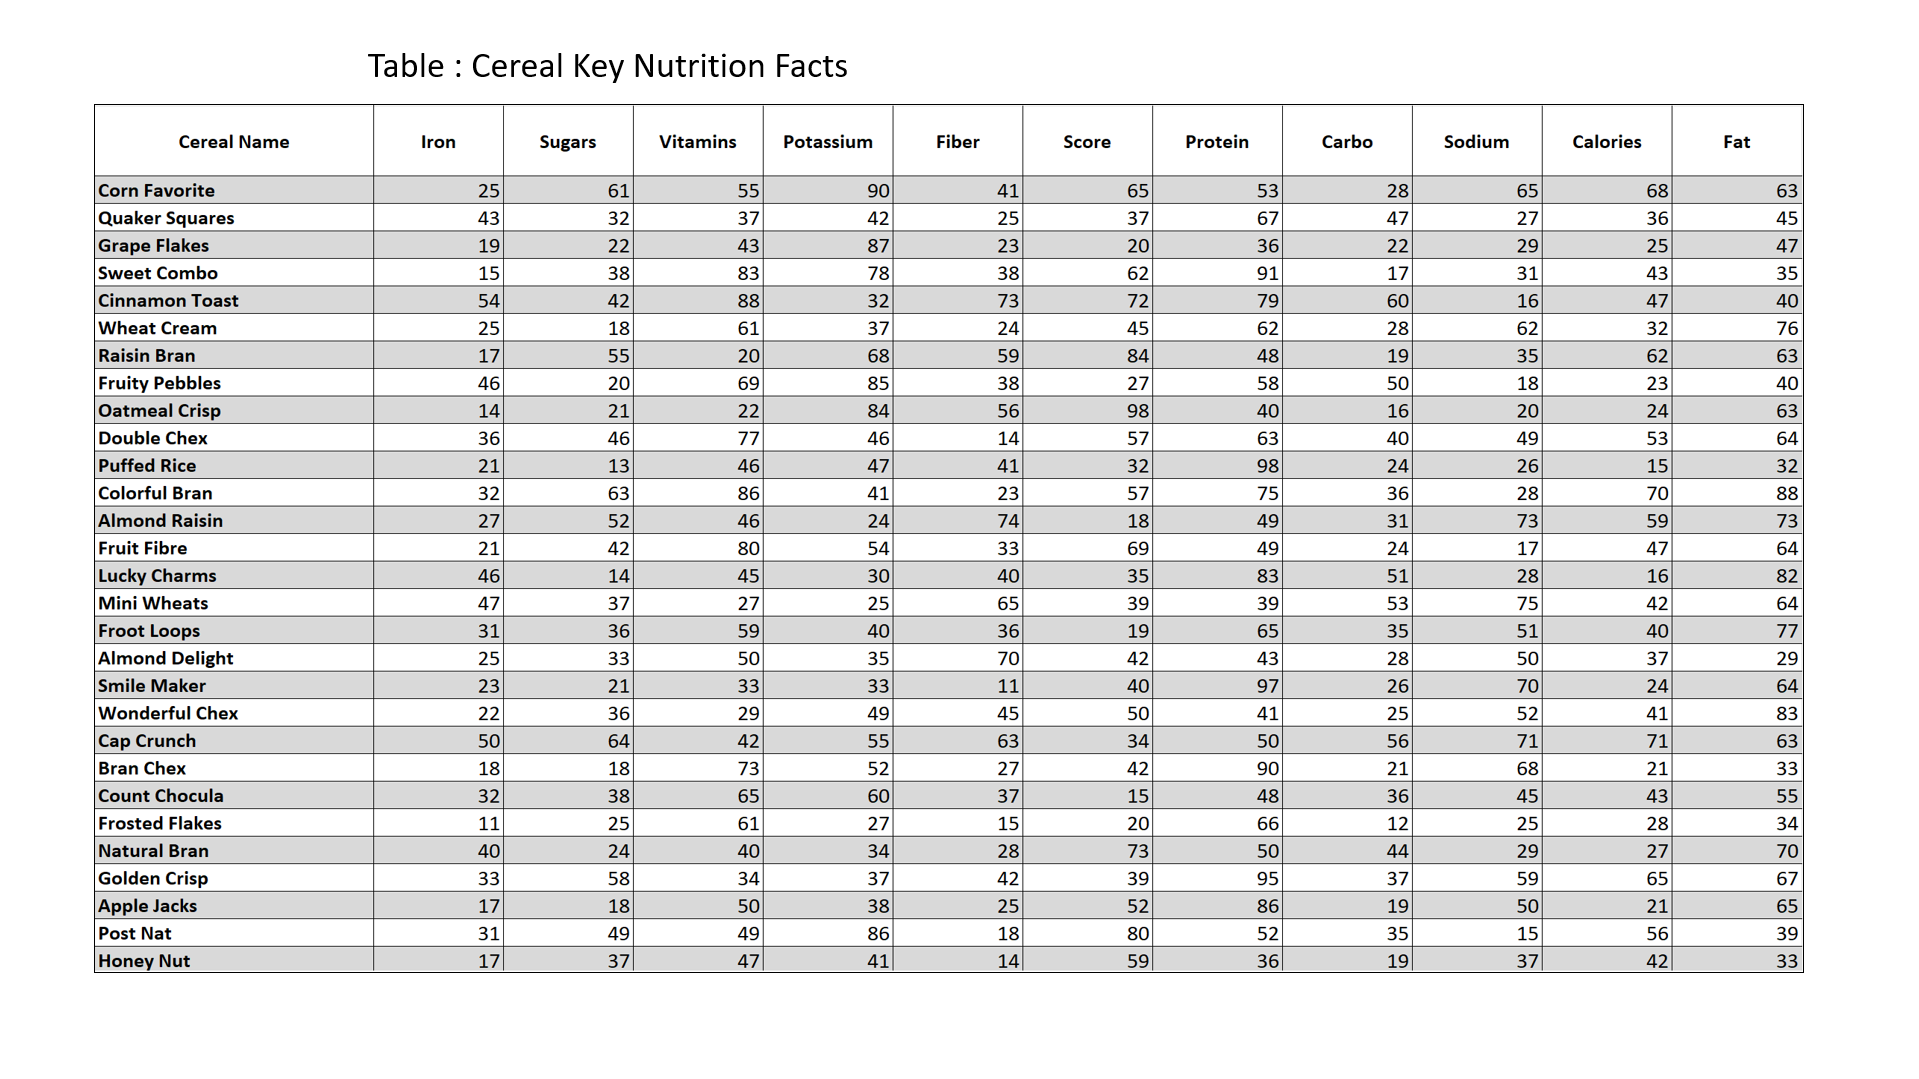 Table : Cereal Key Nutrition Facts
Cereal Name Iron Sugars Vitamins Potassium Fiber Score Protein Carbo Sodium Calories Fat
Corn Favorite 25 61 55 90 41 65 53 28 65 68 63
Quaker Squares 43 32 37 42 25 37 67 47 27 36 45
Grape Flakes 19 22 43 87 23 20 36 22 29 25 47
Sweet Combo 15 38 83 78 38 62 91 17 31 43 35
Cinnamon Toast 54 42 88 32 73 72 79 60 16 47 40
Wheat Cream 25 18 61 37 24 45 62 28 62 32 76
Raisin Bran 17 55 20 68 59 84 48 19 35 62 63
Fruity Pebbles 46 20 69 85 38 27 58 50 18 23 40
Oatmeal Crisp 14 21 22 84 56 98 40 16 20 24 63
Double Chex 36 46 77 46 14 57 63 40 49 53 64
Puffed Rice 21 13 46 47 41 32 98 24 26 15 32
Colorful Bran 32 63 86 41 23 57 75 36 28 70 88
Almond Raisin 27 52 46 24 74 18 49 31 73 59 73
Fruit Fibre 21 42 80 54 33 69 49 24 17 47 64
Lucky Charms 46 14 45 30 40 35 83 51 28 16 82
Mini Wheats 47 37 27 25 65 39 39 53 75 42 64
Froot Loops 31 36 59 40 36 19 65 35 51 40 77
Almond Delight 25 33 50 35 70 42 43 28 50 37 29
Smile Maker 23 21 33 33 11 40 97 26 70 24 64
Wonderful Chex 22 36 29 49 45 50 41 25 52 41 83
Cap Crunch 50 64 42 55 63 34 50 56 71 71 63
Bran Chex 18 18 73 52 27 42 90 21 68 21 33
Count Chocula 32 38 65 60 37 15 48 36 45 43 55
Frosted Flakes 11 25 61 27 15 20 66 12 25 28 34
Natural Bran 40 24 40 34 28 73 50 44 29 27 70
Golden Crisp 33 58 34 37 42 39 95 37 59 65 67
Apple Jacks 17 18 50 38 25 52 86 19 50 21 65
Post Nat 31 49 49 86 18 80 52 35 15 56 39
Honey Nut 17 37 47 41 14 59 36 19 37 42 33